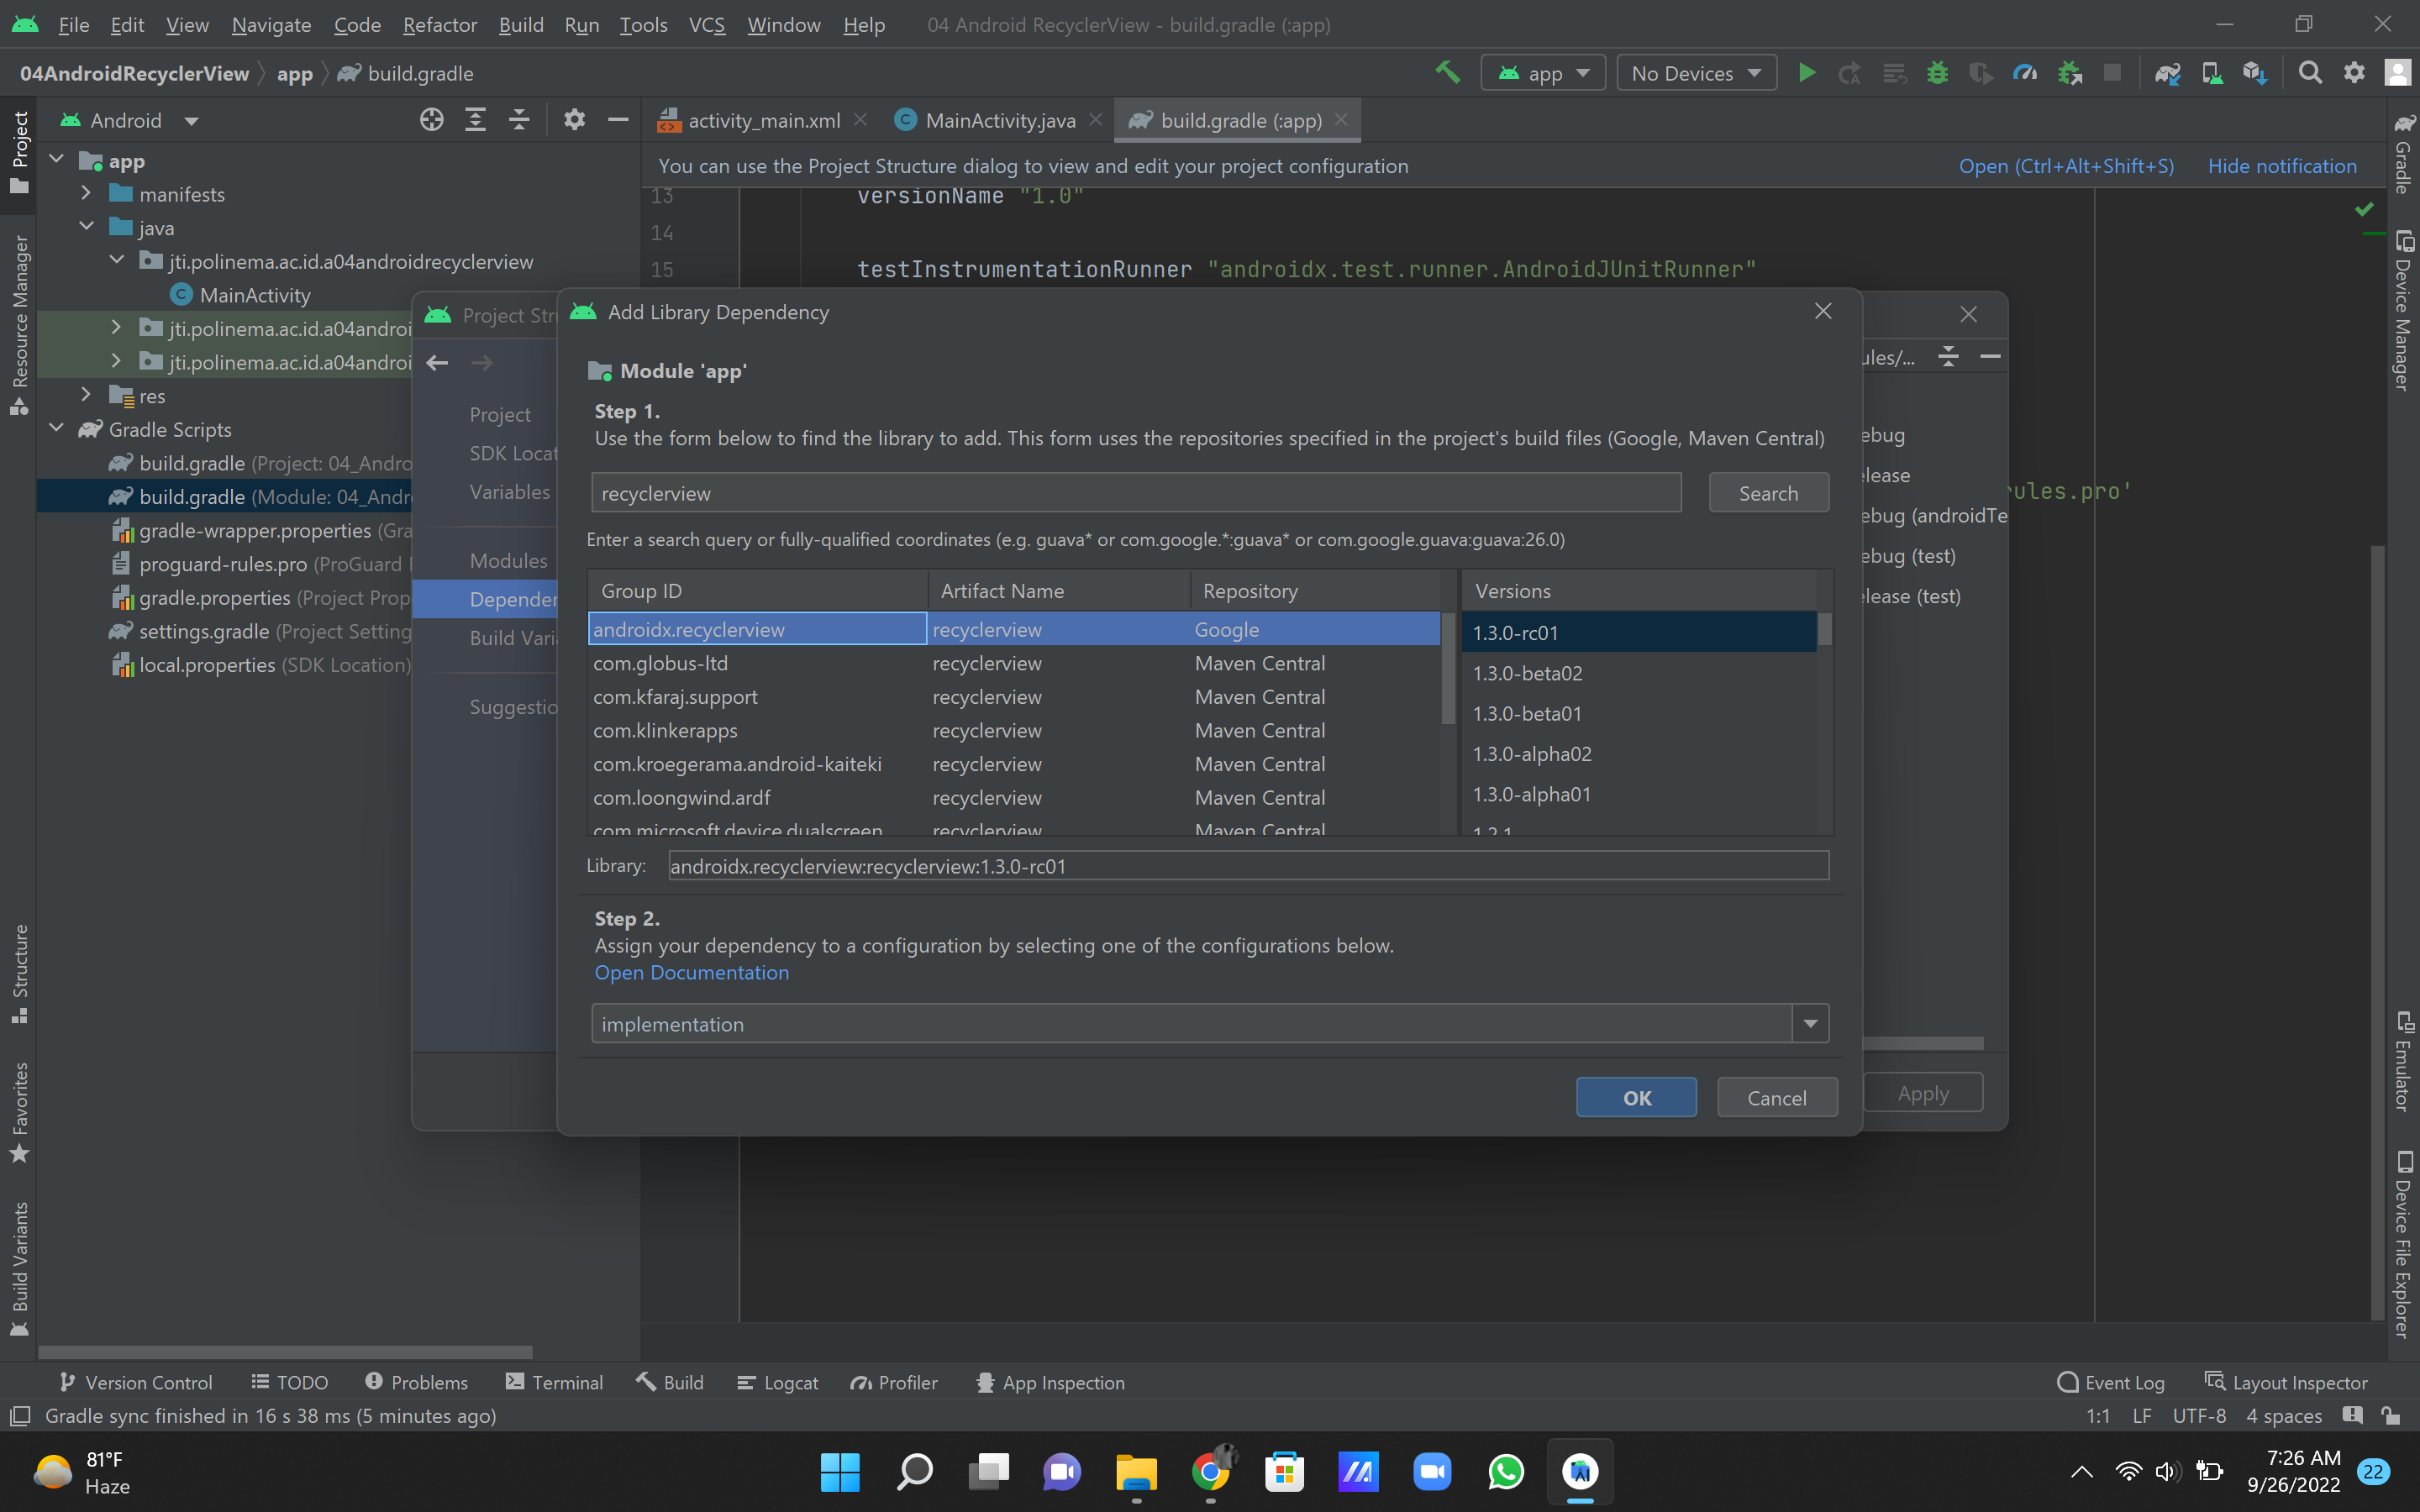 File Edit View Navigate Code Refactor Build Run Tools VCS Window Help 04 Android RecyclerView - build.gradle (:app)
04AndroidRecyclerView app build.gradle
app No Devices
Android
activity_main.xml MainActivity.java build.gradle (:app)
You can use the Project Structure dialog to view and edit your project configuration Open (Ctrl+Alt+Shift+S) Hide notification
Project
Resource Manager
Structure
Favorites
Build Variants
app
manifests
java
jti.polinema.ac.id.a04androidrecyclerview
MainActivity
jti.polinema.ac.id.a04androi
jti.polinema.ac.id.a04androi
res
Gradle Scripts
build.gradle (Project: 04_Andro
build.gradle (Module: 04_Andr
gradle-wrapper.properties (Gra
proguard-rules.pro (ProGuard
gradle.properties (Project Prop
settings.gradle (Project Setting
local.properties (SDK Location)
13 versionName "1.0"
14
15 testInstrumentationRunner "androidx.test.runner.AndroidJUnitRunner"
rules.pro'
Project Stru
Project
SDK Locat
Variables
Modules
Depender
Build Varia
Suggestio
Add Library Dependency
Module 'app'
Step 1.
Use the form below to find the library to add. This form uses the repositories specified in the project's build files (Google, Maven Central)
recyclerview Search
Enter a search query or fully-qualified coordinates (e.g. guava* or com.google.*:guava* or com.google.guava:guava:26.0)
Group ID Artifact Name Repository Versions
androidx.recyclerview recyclerview Google
com.globus-ltd recyclerview Maven Central
com.kfaraj.support recyclerview Maven Central
com.klinkerapps recyclerview Maven Central
com.kroegerama.android-kaiteki recyclerview Maven Central
com.loongwind.ardf recyclerview Maven Central
com.microsoft.device.dualscreen recyclerview Maven Central
1.3.0-rc01
1.3.0-beta02
1.3.0-beta01
1.3.0-alpha02
1.3.0-alpha01
1.2.1
Library: androidx.recyclerview:recyclerview:1.3.0-rc01
Step 2.
Assign your dependency to a configuration by selecting one of the configurations below.
Open Documentation
implementation
OK Cancel
ules/...
ebug
elease
ebug (androidTe
ebug (test)
elease (test)
Apply
Gradle
Device Manager
Emulator
Device File Explorer
Version Control TODO Problems Terminal Build Logcat Profiler App Inspection Event Log Layout Inspector
Gradle sync finished in 16 s 38 ms (5 minutes ago) 1:1 LF UTF-8 4 spaces
81°F
Haze
7:26 AM
9/26/2022
22